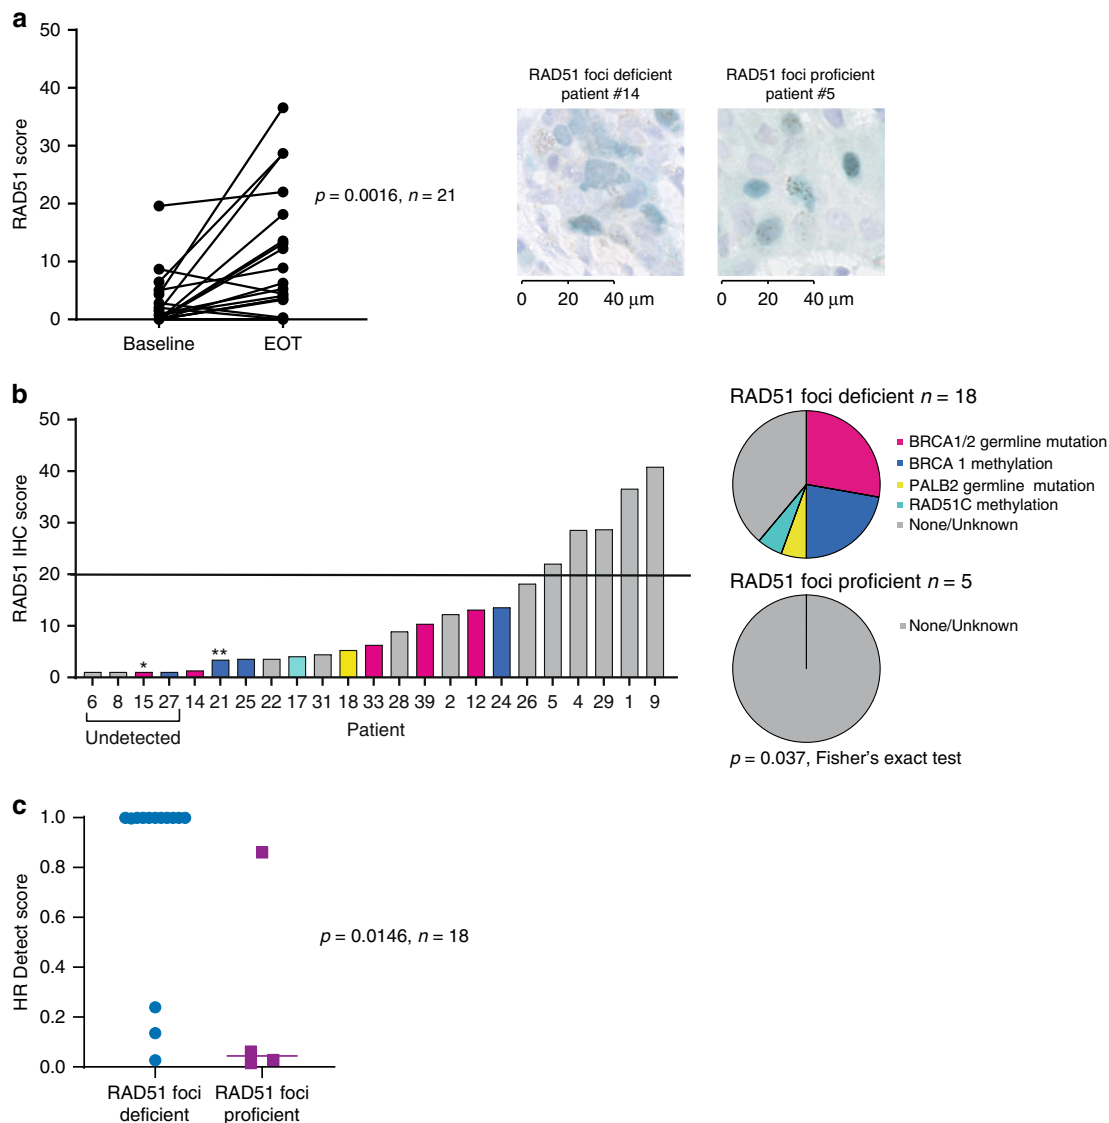 a
50
40
30
20
10
0
RAD51 score
Baseline
EOT
p = 0.0016, n = 21
RAD51 foci deficient
patient #14
0 20 40 μm
RAD51 foci proficient
patient #5
0 20 40 μm
b
50
40
30
20
10
0
RAD51 IHC score
*
**
6 8 15 27 14 21 25 22 17 31 18 33 28 39 2 12 24 26 5 4 29 1 9
Undetected
Patient
RAD51 foci deficient n = 18
BRCA1/2 germline mutation
BRCA 1 methylation
PALB2 germline mutation
RAD51C methylation
None/Unknown
RAD51 foci proficient n = 5
None/Unknown
p = 0.037, Fisher's exact test
c
1.0
0.8
0.6
0.4
0.2
0.0
HR Detect score
p = 0.0146, n = 18
RAD51 foci
deficient
RAD51 foci
proficient